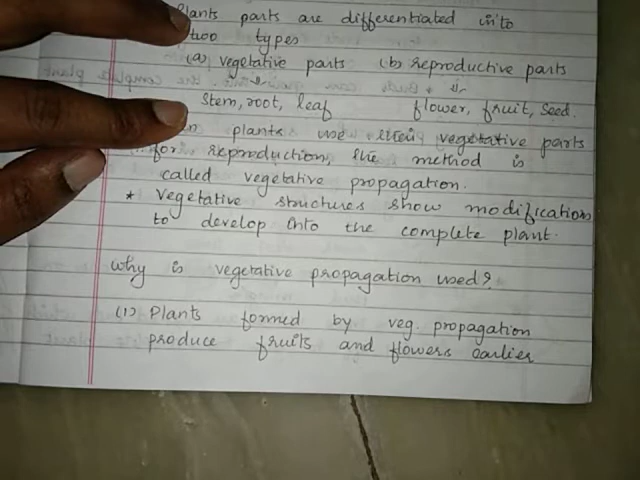 Plants parts are differentiated into
two types
(a) vegetative parts (b) reproductive parts
Stem, root, leaf flower, fruit, seed.
plants use their vegetative parts
for reproduction, the method is
called vegetative propagation.
* vegetative structures show modification
to develop into the complete plant.
why is vegetative propagation used?
(1) Plants formed by veg. propagation
produce fruits and flowers earlier